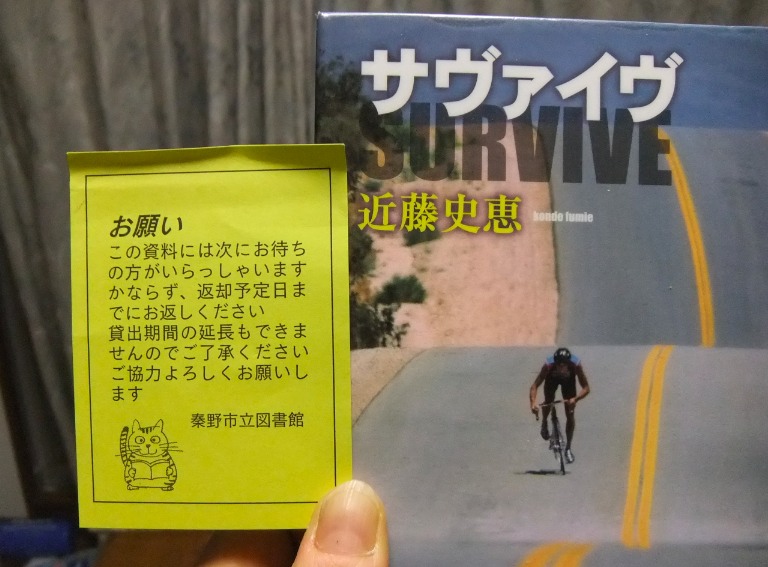 サヴァイヴ
SURVIVE
近藤史恵 kondo fumie
お願い
この資料には次にお待ち
の方がいらっしゃいます
かならず、返却予定日ま
でにお返しください
貸出期間の延長もできま
せんのでご了承ください
ご協力よろしくお願いし
ます
秦野市立図書館